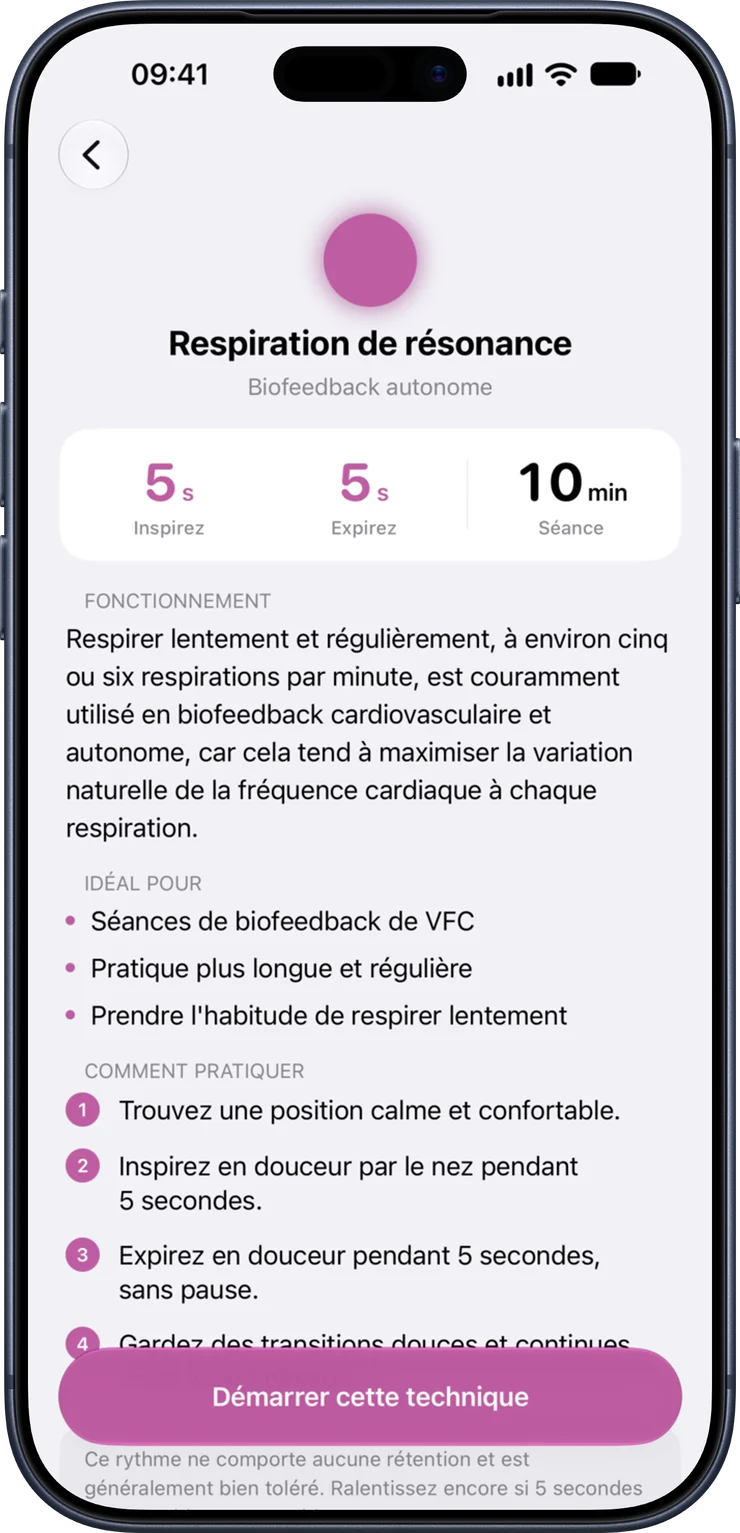 09:41
Respiration de résonance
Biofeedback autonome
5 s
Inspirez
5 s
Expirez
10 min
Séance
FONCTIONNEMENT
Respirer lentement et régulièrement, à environ cinq
ou six respirations par minute, est couramment
utilisé en biofeedback cardiovasculaire et
autonome, car cela tend à maximiser la variation
naturelle de la fréquence cardiaque à chaque
respiration.
IDÉAL POUR
• Séances de biofeedback de VFC
• Pratique plus longue et régulière
• Prendre l'habitude de respirer lentement
COMMENT PRATIQUER
1 Trouvez une position calme et confortable.
2 Inspirez en douceur par le nez pendant
5 secondes.
3 Expirez en douceur pendant 5 secondes,
sans pause.
4 Gardez des transitions douces et continues
Démarrer cette technique
Ce rythme ne comporte aucune rétention et est
généralement bien toléré. Ralentissez encore si 5 secondes